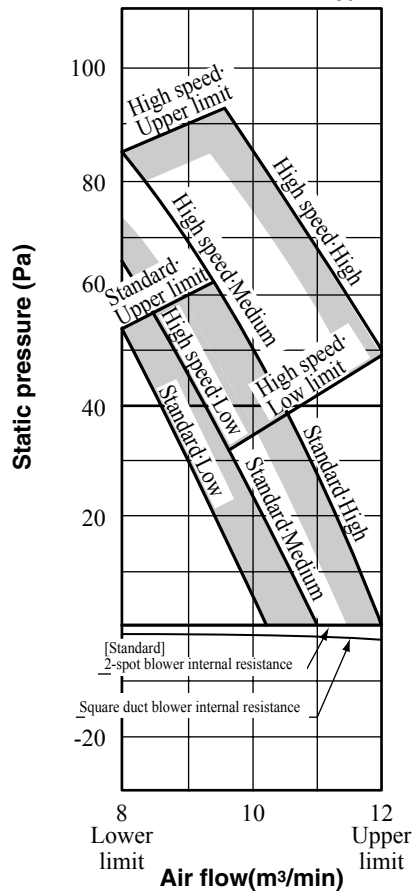 100
High speed·
Upper limit
80
High speed·High
High speed·Medium
Static pressure (Pa)
60
Standard·
Upper limit
High speed·Low
High speed·
Low limit
40
Standard·Low
Standard·High
Standard·Medium
20
[Standard]
2-spot blower internal resistance
Square duct blower internal resistance
-20
8
10
12
Lower
limit
Upper
limit
Air flow(m3/min)